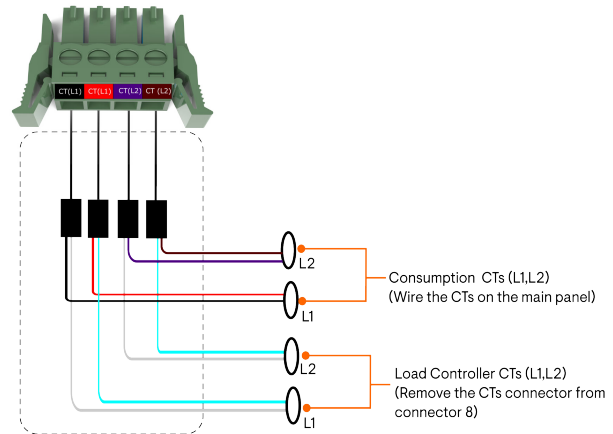 CT(L1) CT(L1) CT(L2) CT (L2)
L2
Consumption CTs (L1,L2)
(Wire the CTs on the main panel)
L1
L2
Load Controller CTs (L1,L2)
(Remove the CTs connector from
connector 8)
L1